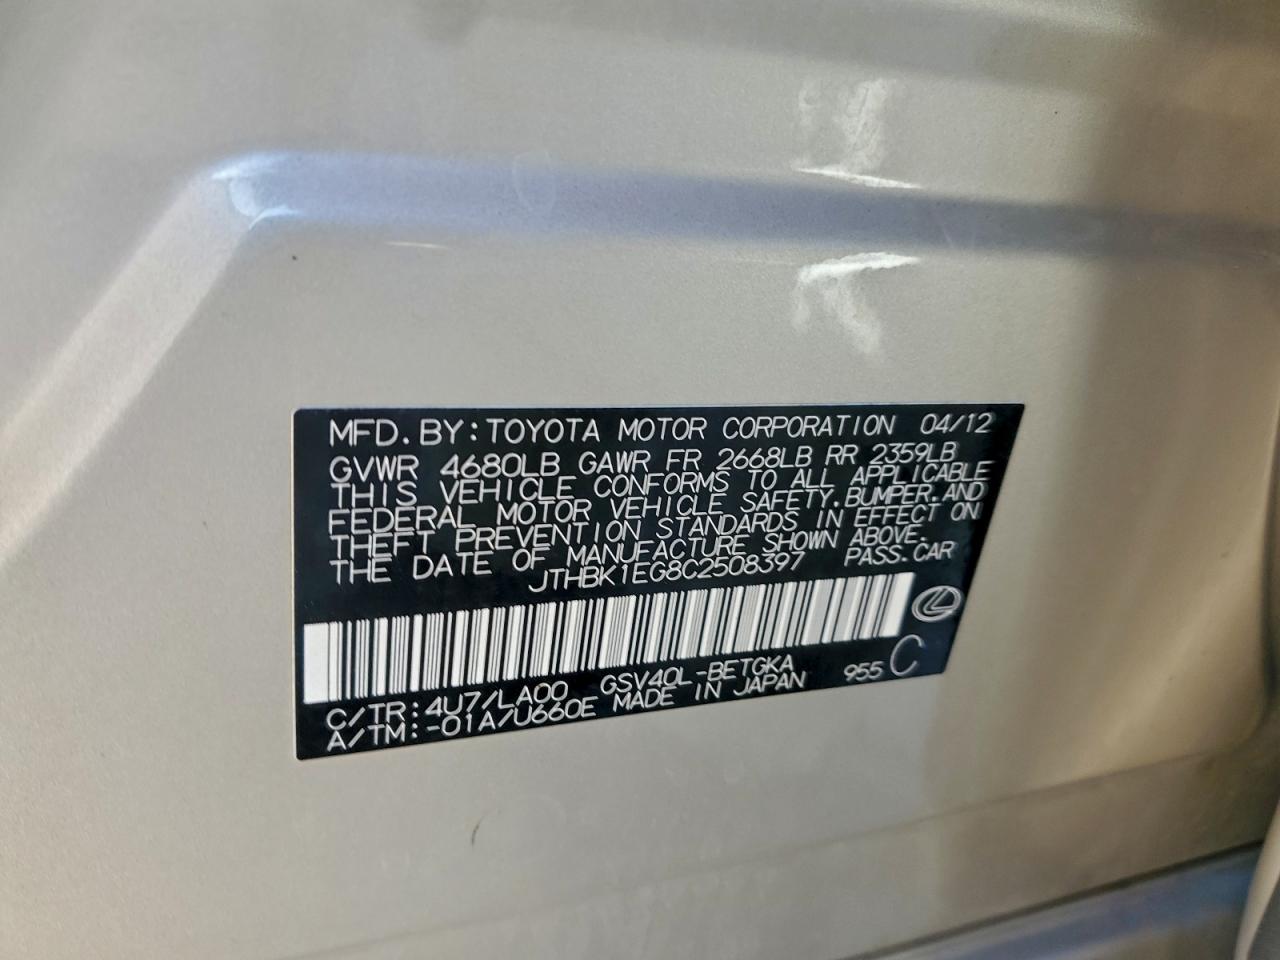 MFD.BY:TOYOTA MOTOR CORPORATION 04/12
GVWR 4680LB GAWR FR 2668LB RR 2359LB
THIS VEHICLE CONFORMS TO ALL APPLICABLE
FEDERAL MOTOR VEHICLE SAFETY,BUMPER,AND
THEFT PREVENTION STANDARDS IN EFFECT ON
THE DATE OF MANUFACTURE SHOWN ABOVE.
JTHBK1EG8C2508397 PASS.CAR
C/TR:4U7/LA00 GSV40L-BETGKA 955 C
A/TM:-01A/U660E MADE IN JAPAN